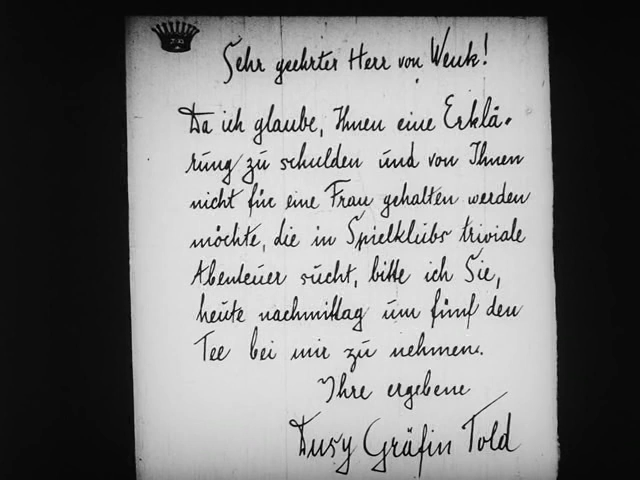 Sehr geehrter Herr von Wenk!
Da ich glaube, Ihnen eine Erklä-
rung zu schulden und von Ihnen
nicht für eine Frau gehalten werden
möchte, die in Spielklubs triviale
Abenteuer sucht, bitte ich Sie,
heute nachmittag um fünf den
Tee bei mir zu nehmen.
Ihre ergebene
Dusy Gräfin Told